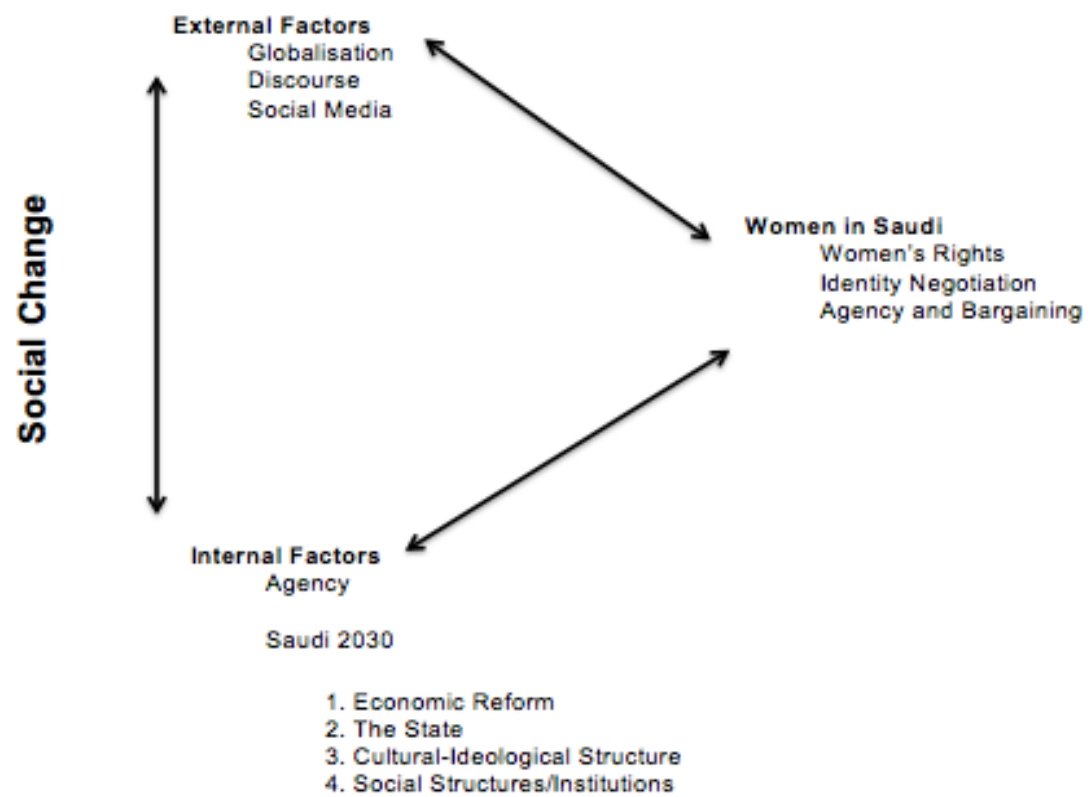 External Factors
Globalisation
Discourse
Social Media
Social Change
Women in Saudi
Women's Rights
Identity Negotiation
Agency and Bargaining
Internal Factors
Agency
Saudi 2030
1. Economic Reform
2. The State
3. Cultural-Ideological Structure
4. Social Structures/Institutions